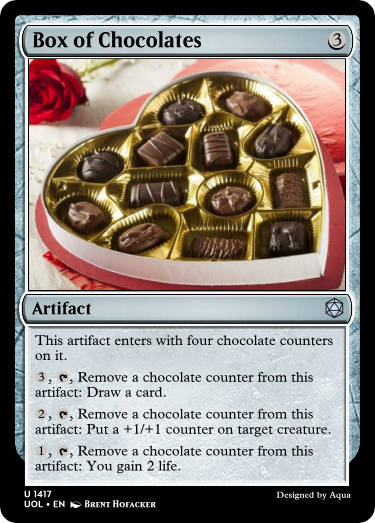 Box of Chocolates 3
Artifact
This artifact enters with four chocolate counters
on it.
3, , Remove a chocolate counter from this
artifact: Draw a card.
2, , Remove a chocolate counter from this
artifact: Put a +1/+1 counter on target creature.
1, , Remove a chocolate counter from this
artifact: You gain 2 life.
U 1417
UOL • EN Brent Hofacker
Designed by Aqua